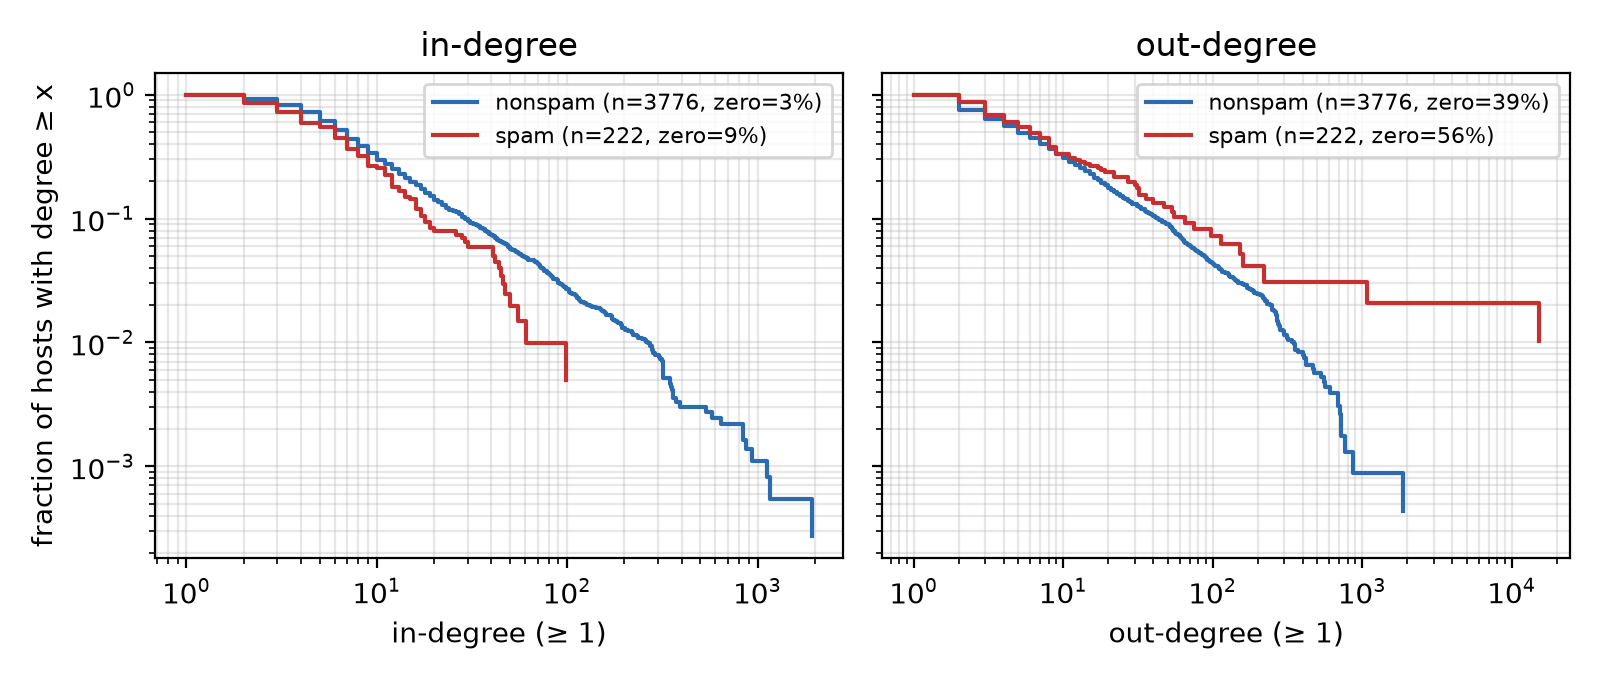 in-degree
out-degree
nonspam (n=3776, zero=3%)
spam (n=222, zero=9%)
nonspam (n=3776, zero=39%)
spam (n=222, zero=56%)
fraction of hosts with degree ≥ x
10⁰
10⁻¹
10⁻²
10⁻³
10⁰ 10¹ 10² 10³
10⁰ 10¹ 10² 10³ 10⁴
in-degree (≥ 1)
out-degree (≥ 1)